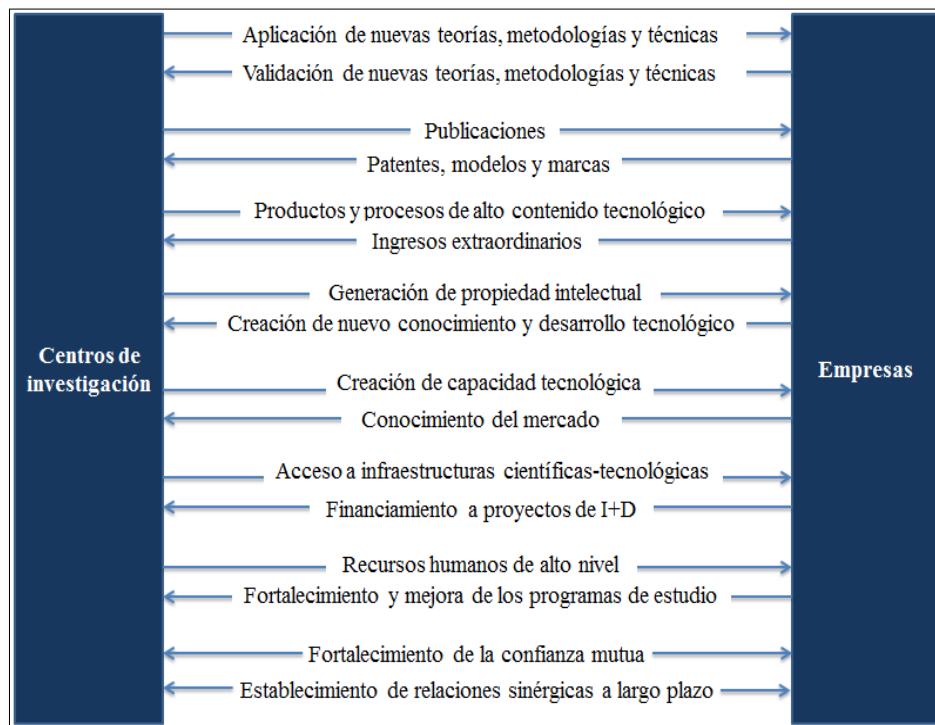 Aplicación de nuevas teorías, metodologías y técnicas
Validación de nuevas teorías, metodologías y técnicas
Publicaciones
Patentes, modelos y marcas
Productos y procesos de alto contenido tecnológico
Ingresos extraordinarios
Generación de propiedad intelectual
Creación de nuevo conocimiento y desarrollo tecnológico
Centros de
investigación
Empresas
Creación de capacidad tecnológica
Conocimiento del mercado
Acceso a infraestructuras científicas-tecnológicas
Financiamiento a proyectos de I+D
Recursos humanos de alto nivel
Fortalecimiento y mejora de los programas de estudio
Fortalecimiento de la confianza mutua
Establecimiento de relaciones sinérgicas a largo plazo